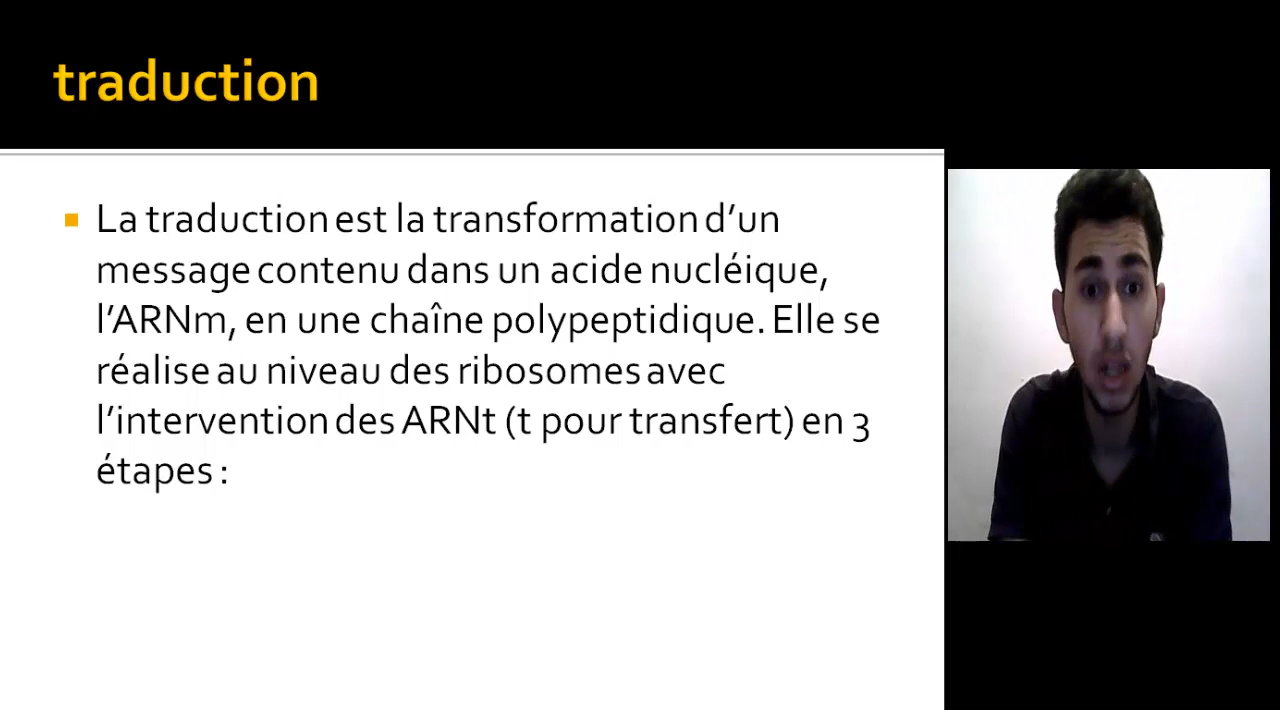 traduction
La traduction est la transformation d’un
message contenu dans un acide nucléique,
l’ARNm, en une chaîne polypeptidique. Elle se
réalise au niveau des ribosomes avec
l’intervention des ARNt (t pour transfert) en 3
étapes :